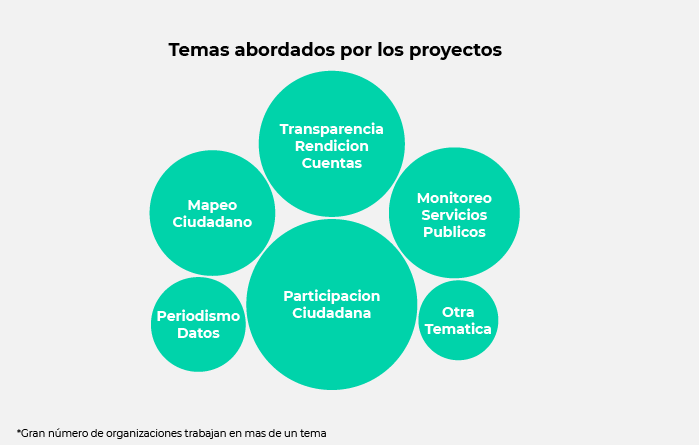 Temas abordados por los proyectos
Transparencia
Rendicion
Cuentas
Mapeo
Ciudadano
Monitoreo
Servicios
Publicos
Participacion
Ciudadana
Periodismo
Datos
Otra
Tematica
*Gran número de organizaciones trabajan en mas de un tema